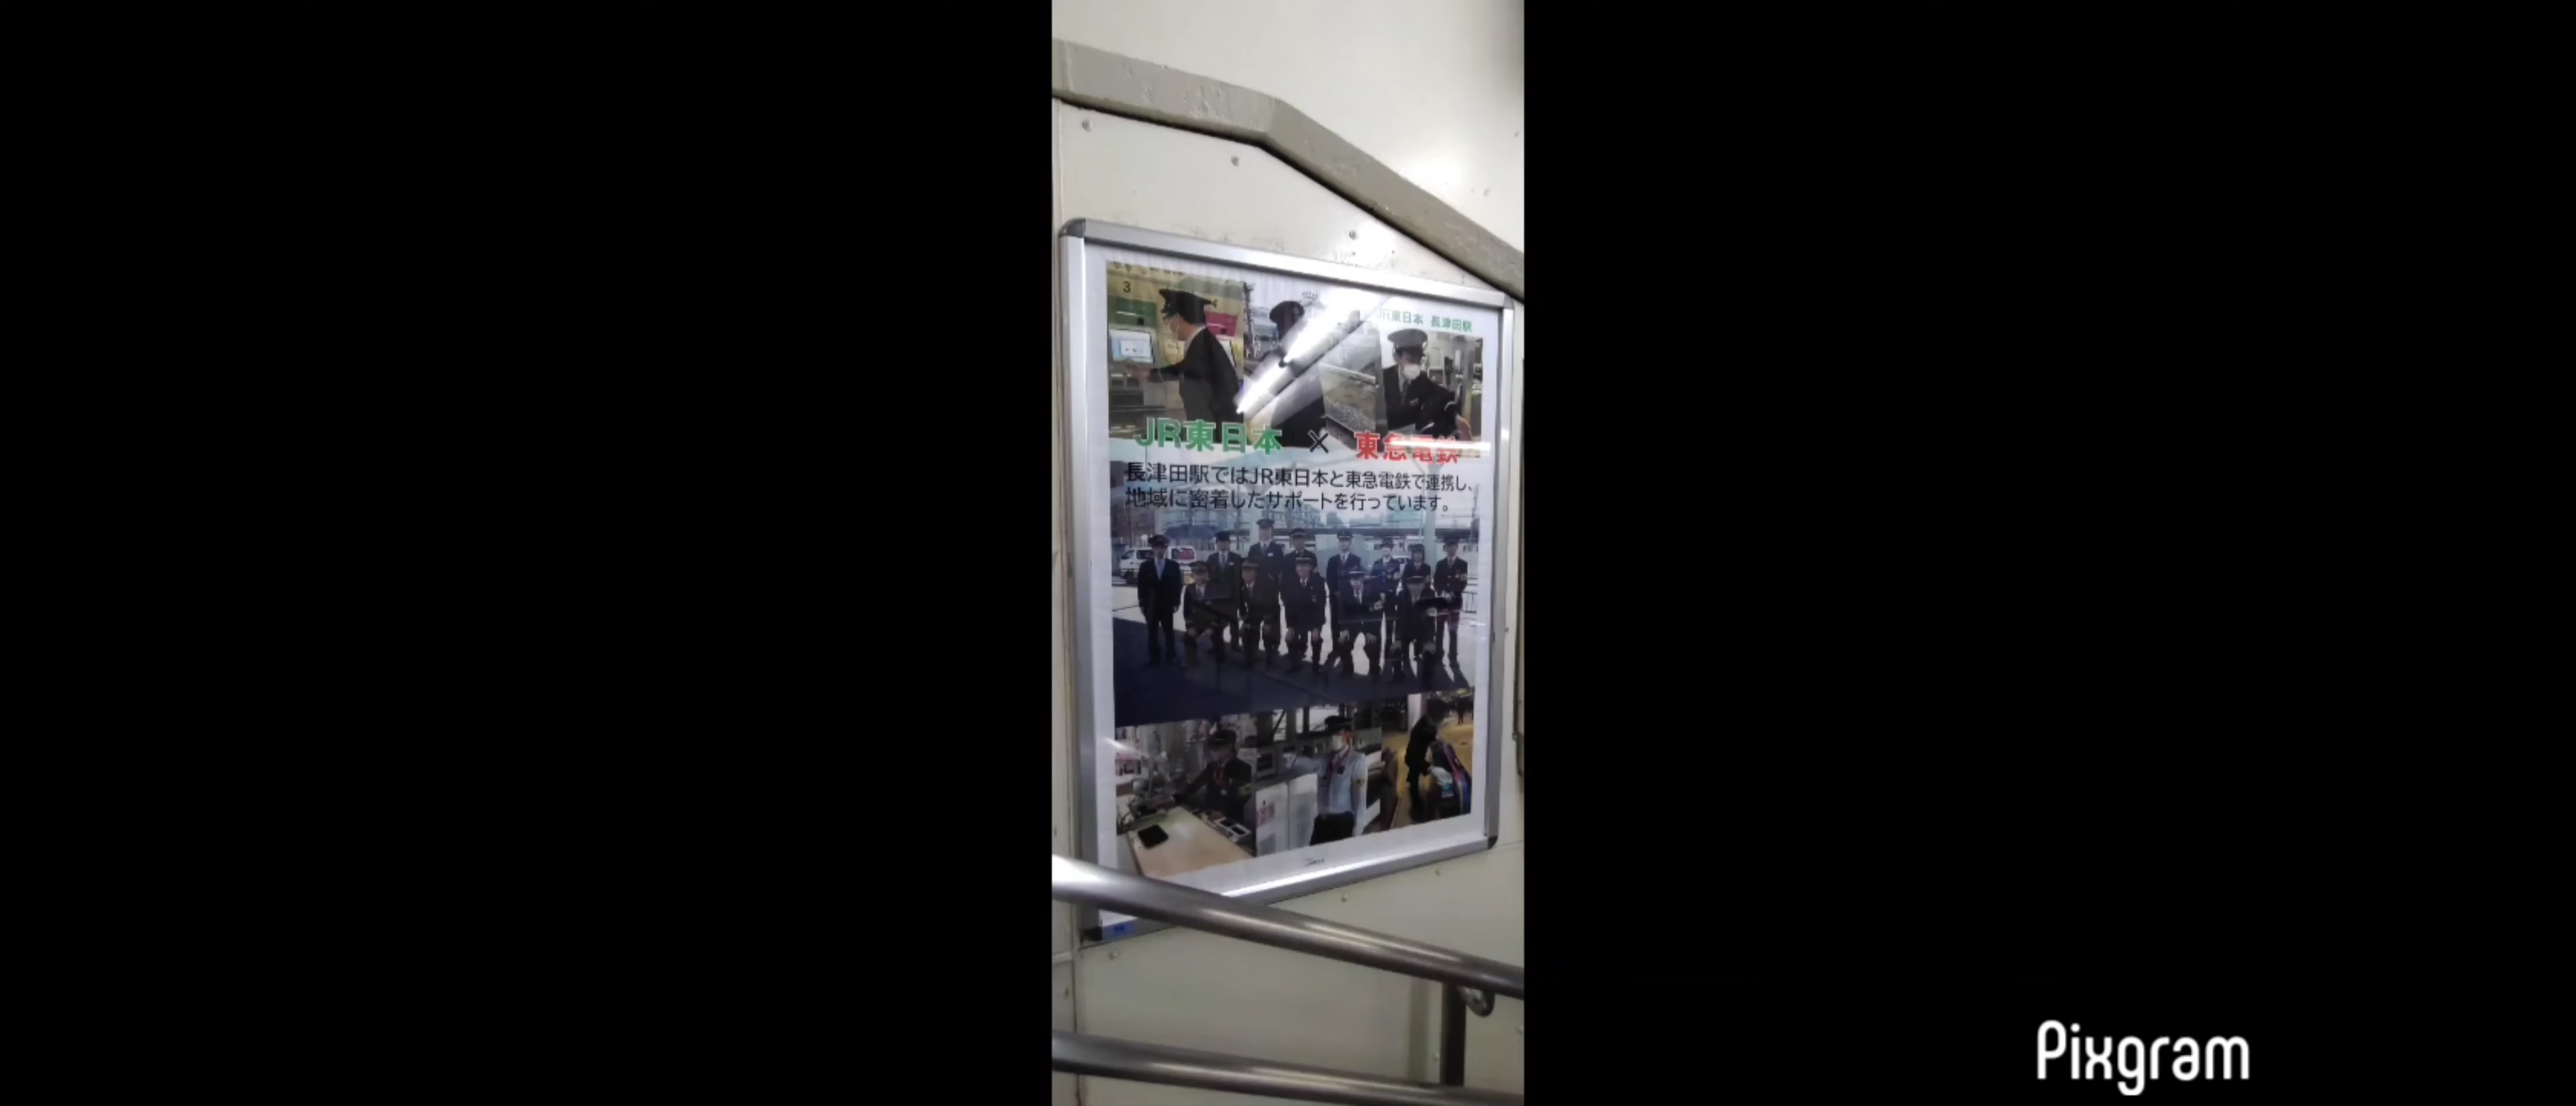 3
4
JR東日本 長津田駅
JR東日本 × 東急電鉄
長津田駅ではJR東日本と東急電鉄で連携し、
地域に密着したサポートを行っています。
Pixgram